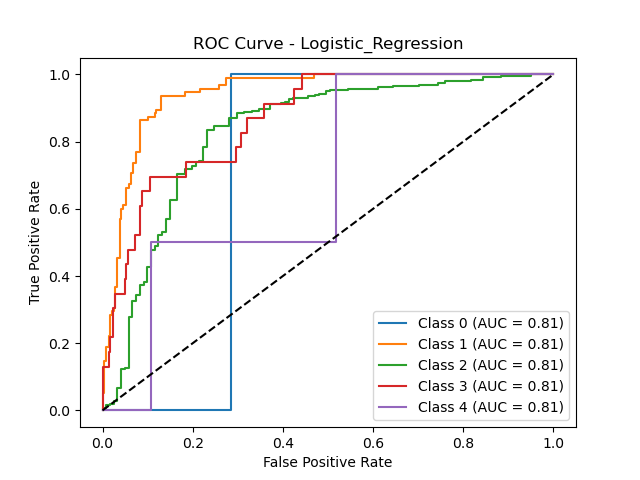 ROC Curve - Logistic_Regression
True Positive Rate
1.0
0.8
0.6
0.4
0.2
0.0
0.0 0.2 0.4 0.6 0.8 1.0
False Positive Rate
Class 0 (AUC = 0.81)
Class 1 (AUC = 0.81)
Class 2 (AUC = 0.81)
Class 3 (AUC = 0.81)
Class 4 (AUC = 0.81)